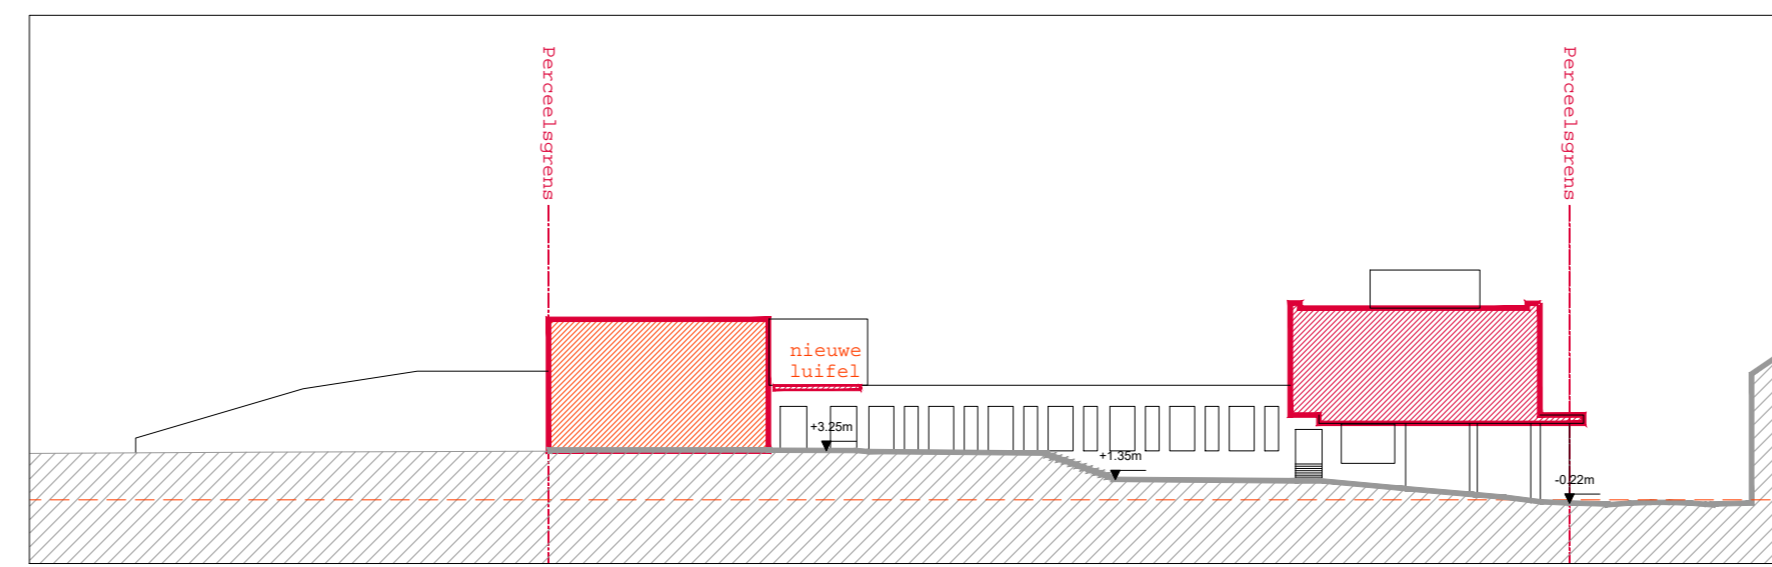 Perceelsgrens
Perceelsgrens
nieuwe
luifel
+3.25m
+1.35m
-0.22m